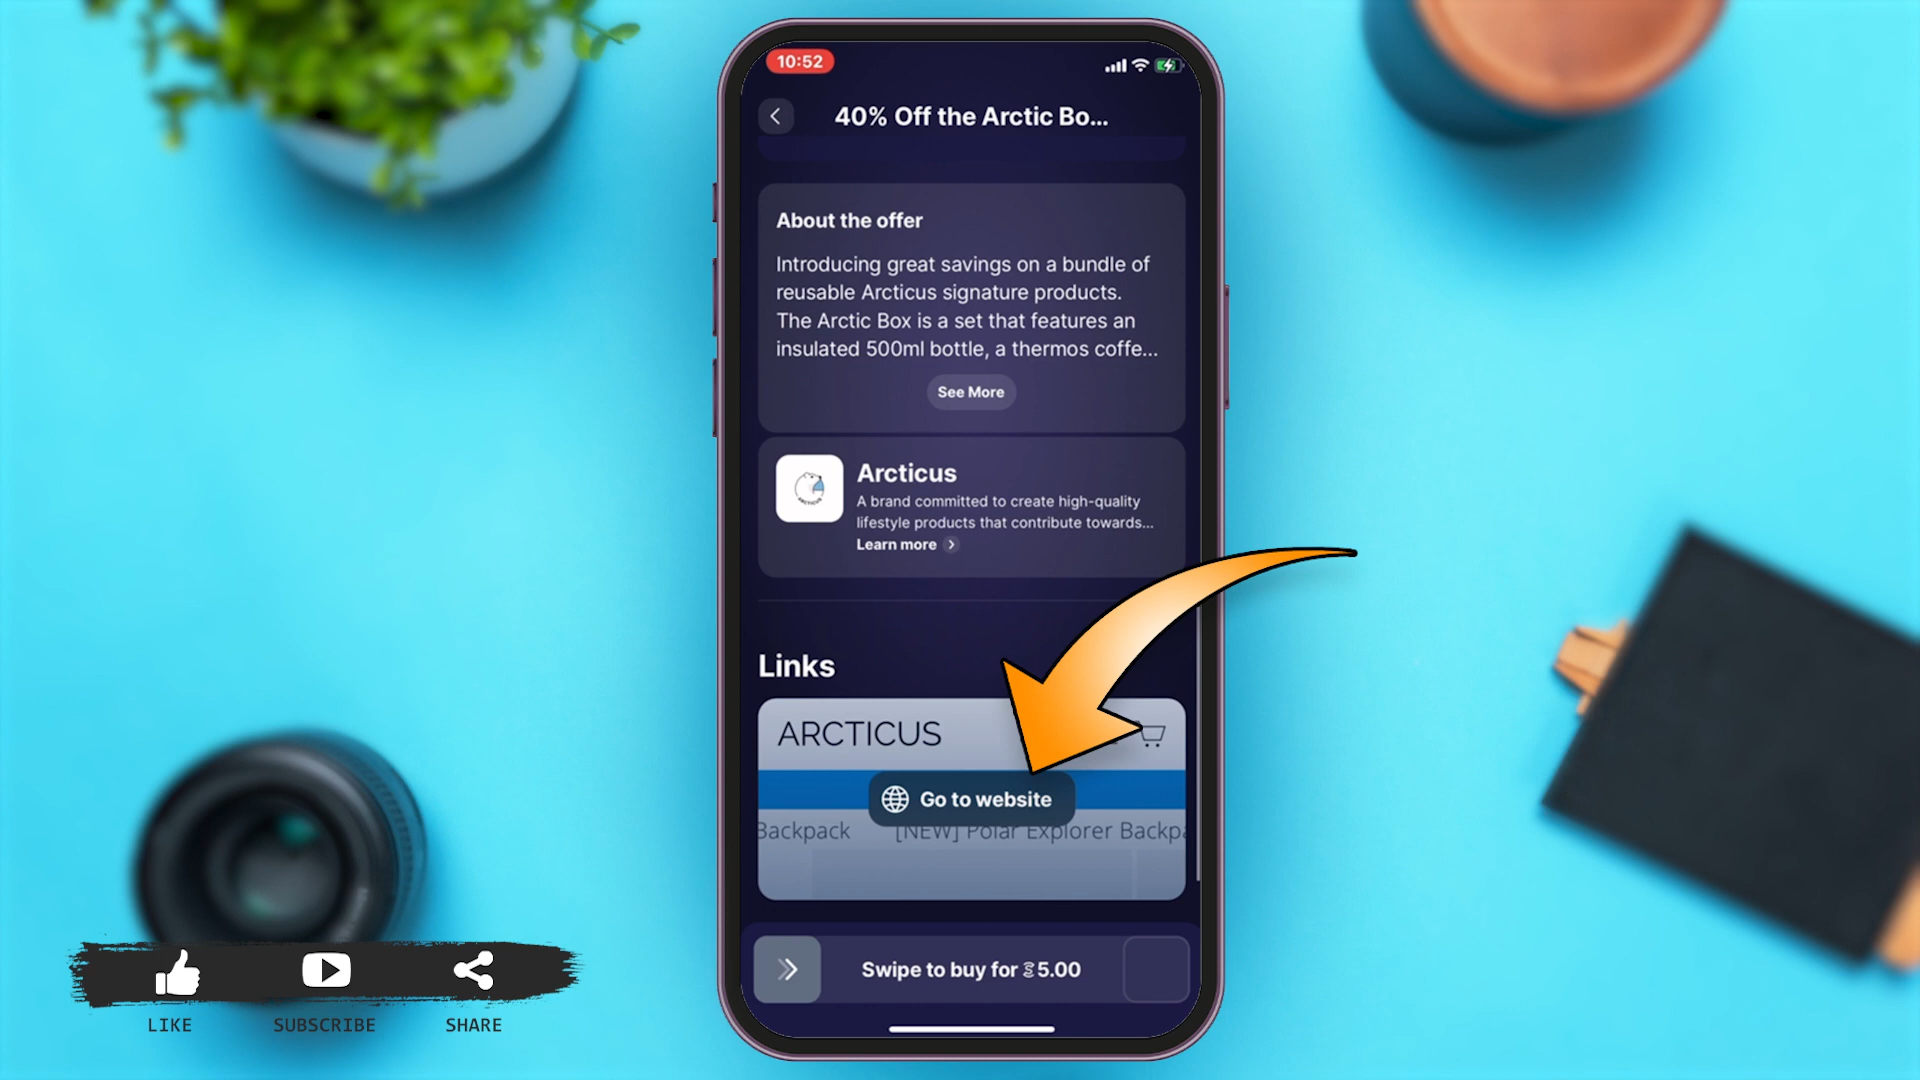 10:52
40% Off the Arctic Bo...
About the offer
Introducing great savings on a bundle of
reusable Arcticus signature products.
The Arctic Box is a set that features an
insulated 500ml bottle, a thermos coffe...
See More
Arcticus
A brand committed to create high-quality
lifestyle products that contribute towards...
Learn more
Links
ARCTICUS
Go to website
Backpack [NEW] Polar Explorer Backpa
Swipe to buy for 5.00
LIKE SUBSCRIBE SHARE